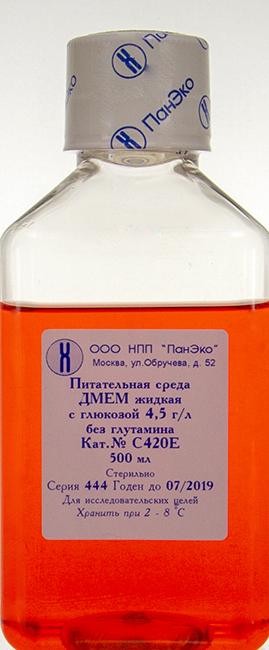 ПанЭко
ПанЭко
ООО НПП "ПанЭко"
Москва, ул.Обручева, д. 52
Питательная среда
ДМЕМ жидкая
с глюкозой 4,5 г/л
без глутамина
Кат.№ С420Е
500 мл
Стерильно
Серия 444 Годен до 07/2019
Для исследовательских целей
Хранить при 2 - 8 °С